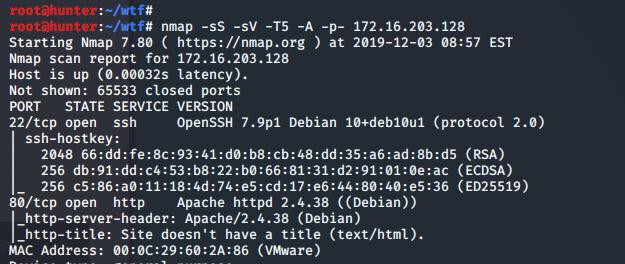 root@hunter:~/wtf#
root@hunter:~/wtf# nmap -sS -sV -T5 -A -p- 172.16.203.128
Starting Nmap 7.80 ( https://nmap.org ) at 2019-12-03 08:57 EST
Nmap scan report for 172.16.203.128
Host is up (0.00032s latency).
Not shown: 65533 closed ports
PORT   STATE SERVICE VERSION
22/tcp open  ssh     OpenSSH 7.9p1 Debian 10+deb10u1 (protocol 2.0)
| ssh-hostkey:
|   2048 66:dd:fe:8c:93:41:d0:b8:cb:48:dd:35:a6:ad:8b:d5 (RSA)
|   256 db:91:dd:c4:53:b8:22:b0:66:81:31:d2:91:01:0e:ac (ECDSA)
|_  256 c5:86:a0:11:18:4d:74:e5:cd:17:e6:44:80:40:e5:36 (ED25519)
80/tcp open  http    Apache httpd 2.4.38 ((Debian))
|_http-server-header: Apache/2.4.38 (Debian)
|_http-title: Site doesn't have a title (text/html).
MAC Address: 00:0C:29:60:2A:86 (VMware)
Device type: general purpose